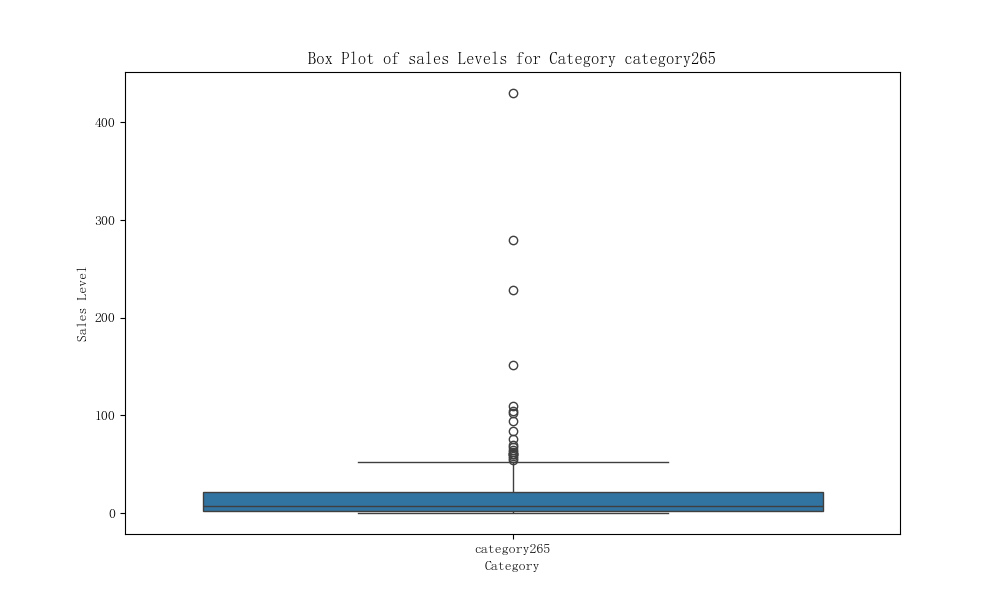 Box Plot of sales Levels for Category category265
400
300
200
100
0
Sales Level
category265
Category